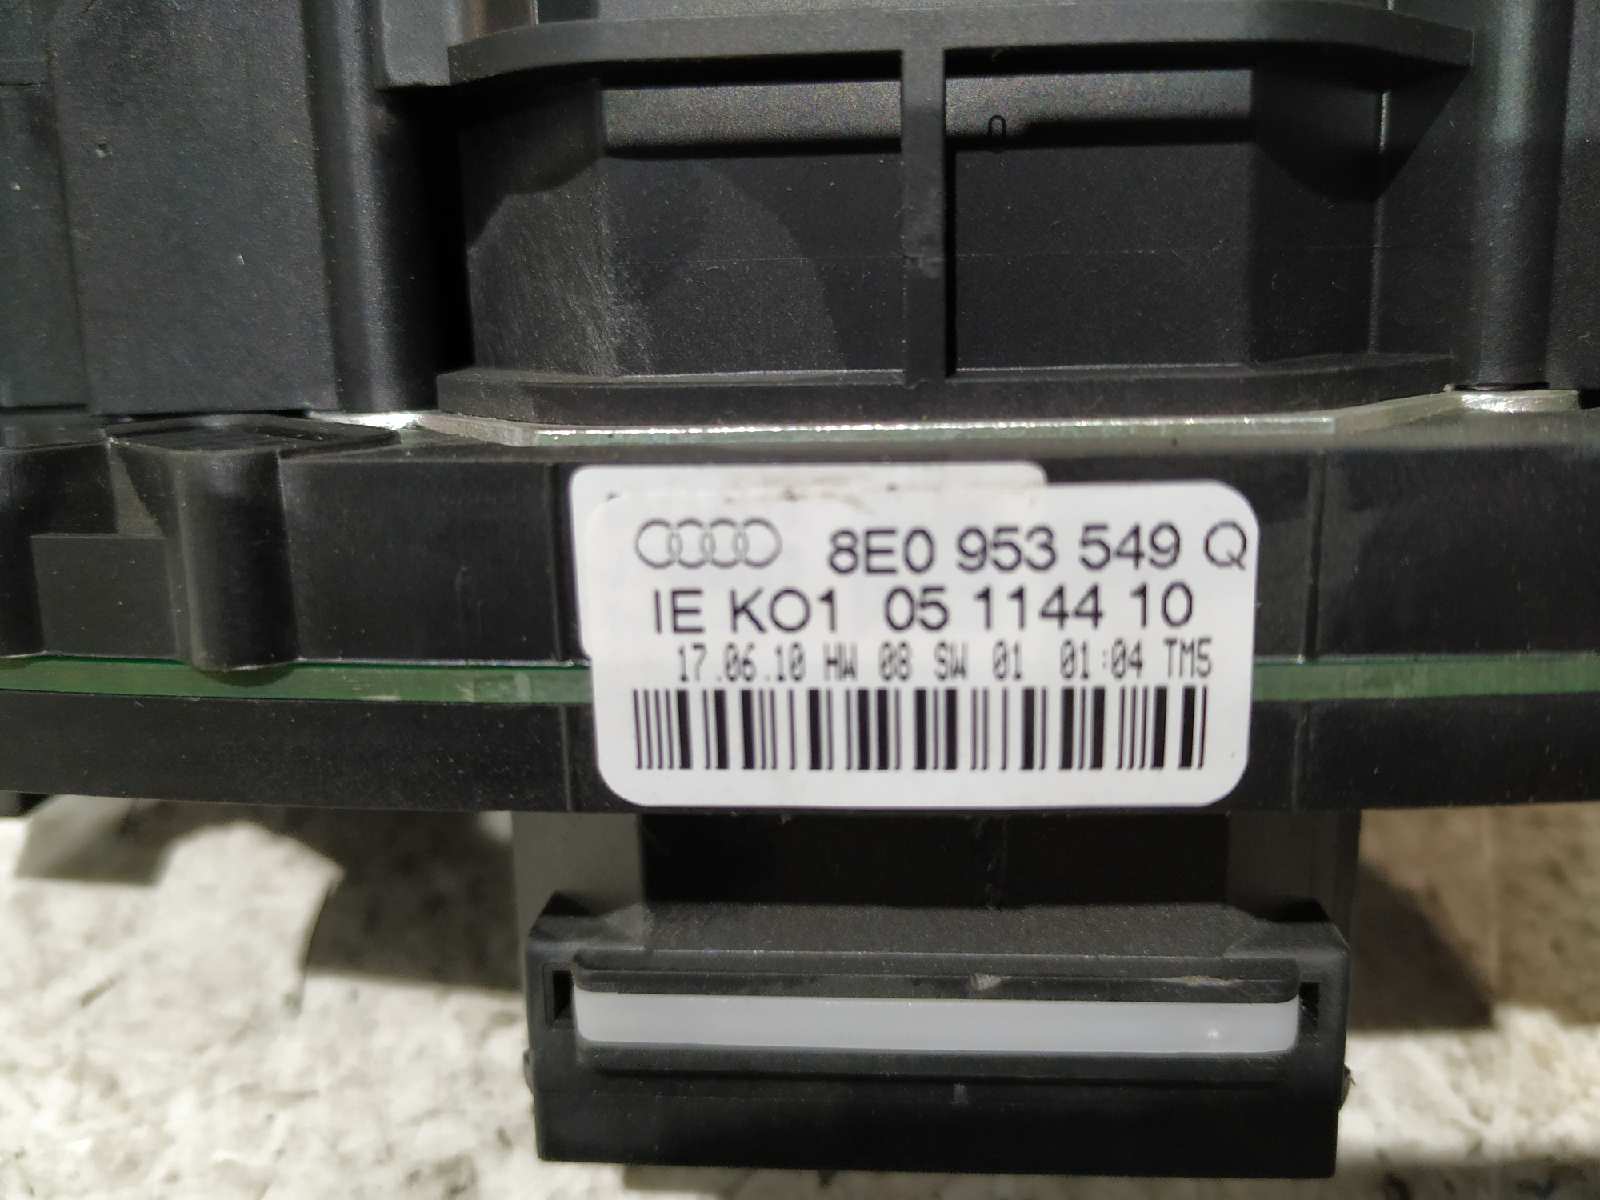 8E0 953 549 Q
IE KO1 05 1144 10
17.06.10 HW 08 SW 01 01:04 TM5